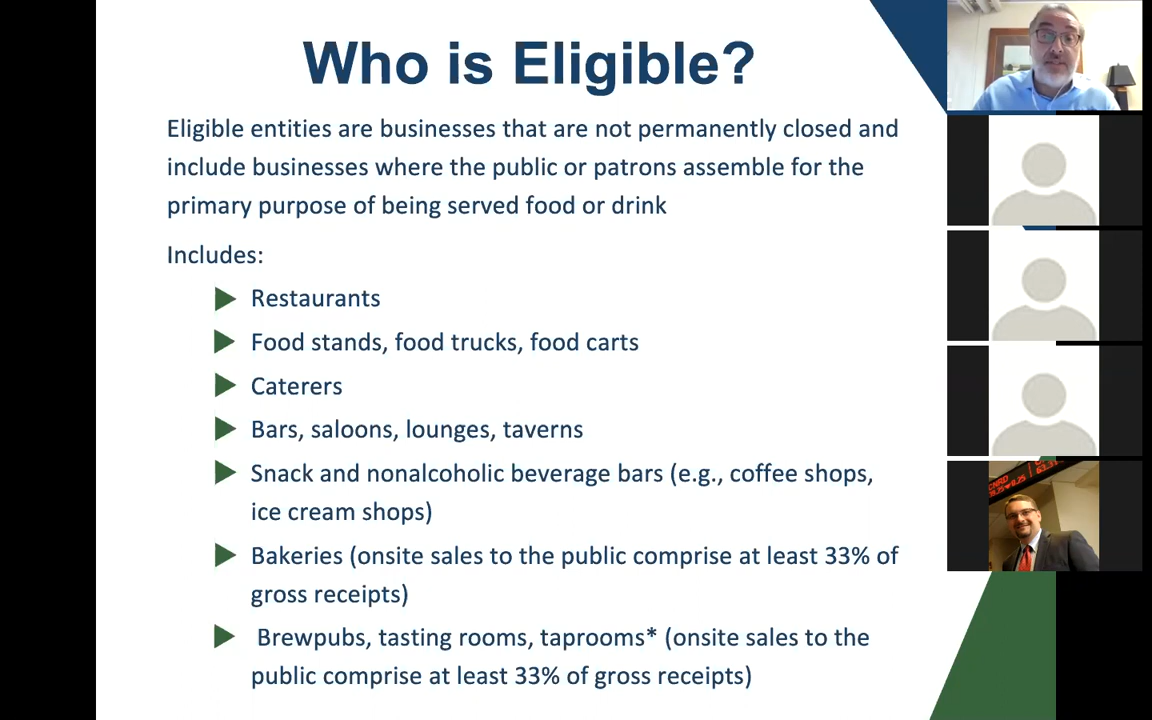 Who is Eligible?
Eligible entities are businesses that are not permanently closed and
include businesses where the public or patrons assemble for the
primary purpose of being served food or drink
Includes:
Restaurants
Food stands, food trucks, food carts
Caterers
Bars, saloons, lounges, taverns
Snack and nonalcoholic beverage bars (e.g., coffee shops,
ice cream shops)
Bakeries (onsite sales to the public comprise at least 33% of
gross receipts)
Brewpubs, tasting rooms, taprooms* (onsite sales to the
public comprise at least 33% of gross receipts)